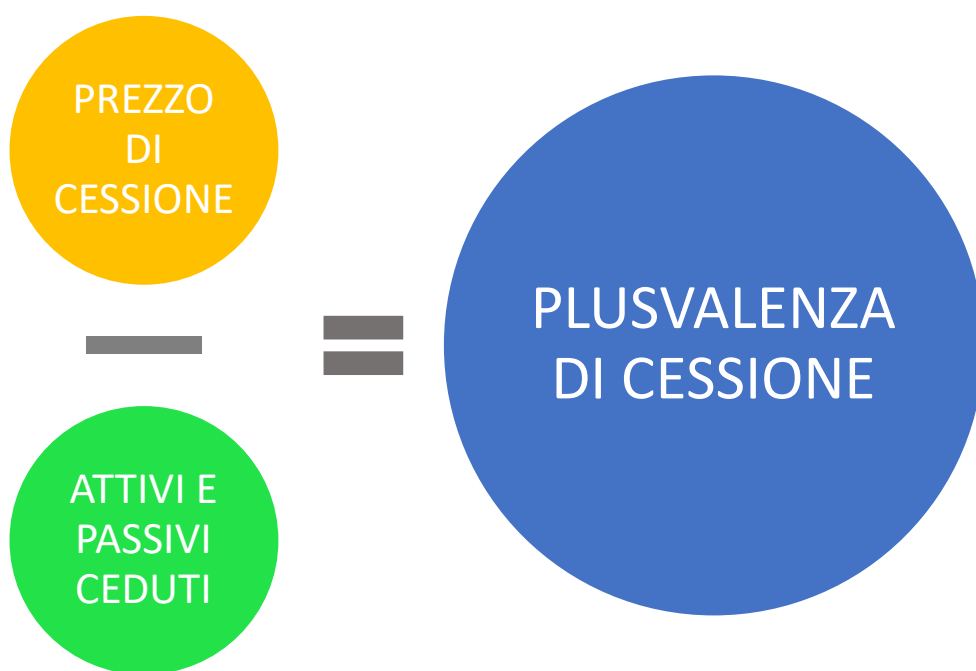 PREZZO
DI
CESSIONE
ATTIVI E
PASSIVI
CEDUTI
PLUSVALENZA
DI CESSIONE